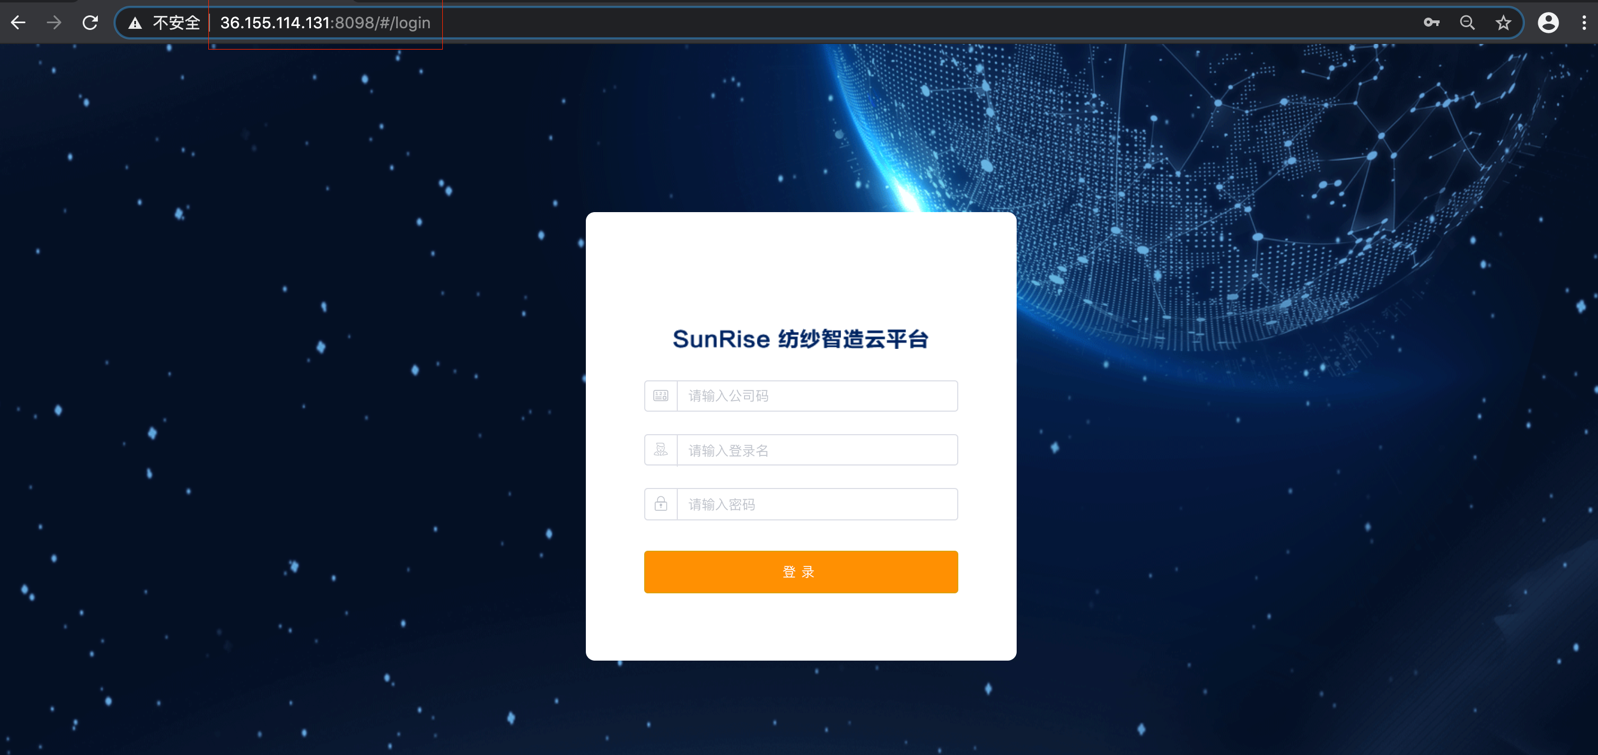 不安全 36.155.114.131:8098/#/login
SunRise 纺纱智造云平台
请输入公司码
请输入登录名
请输入密码
登 录